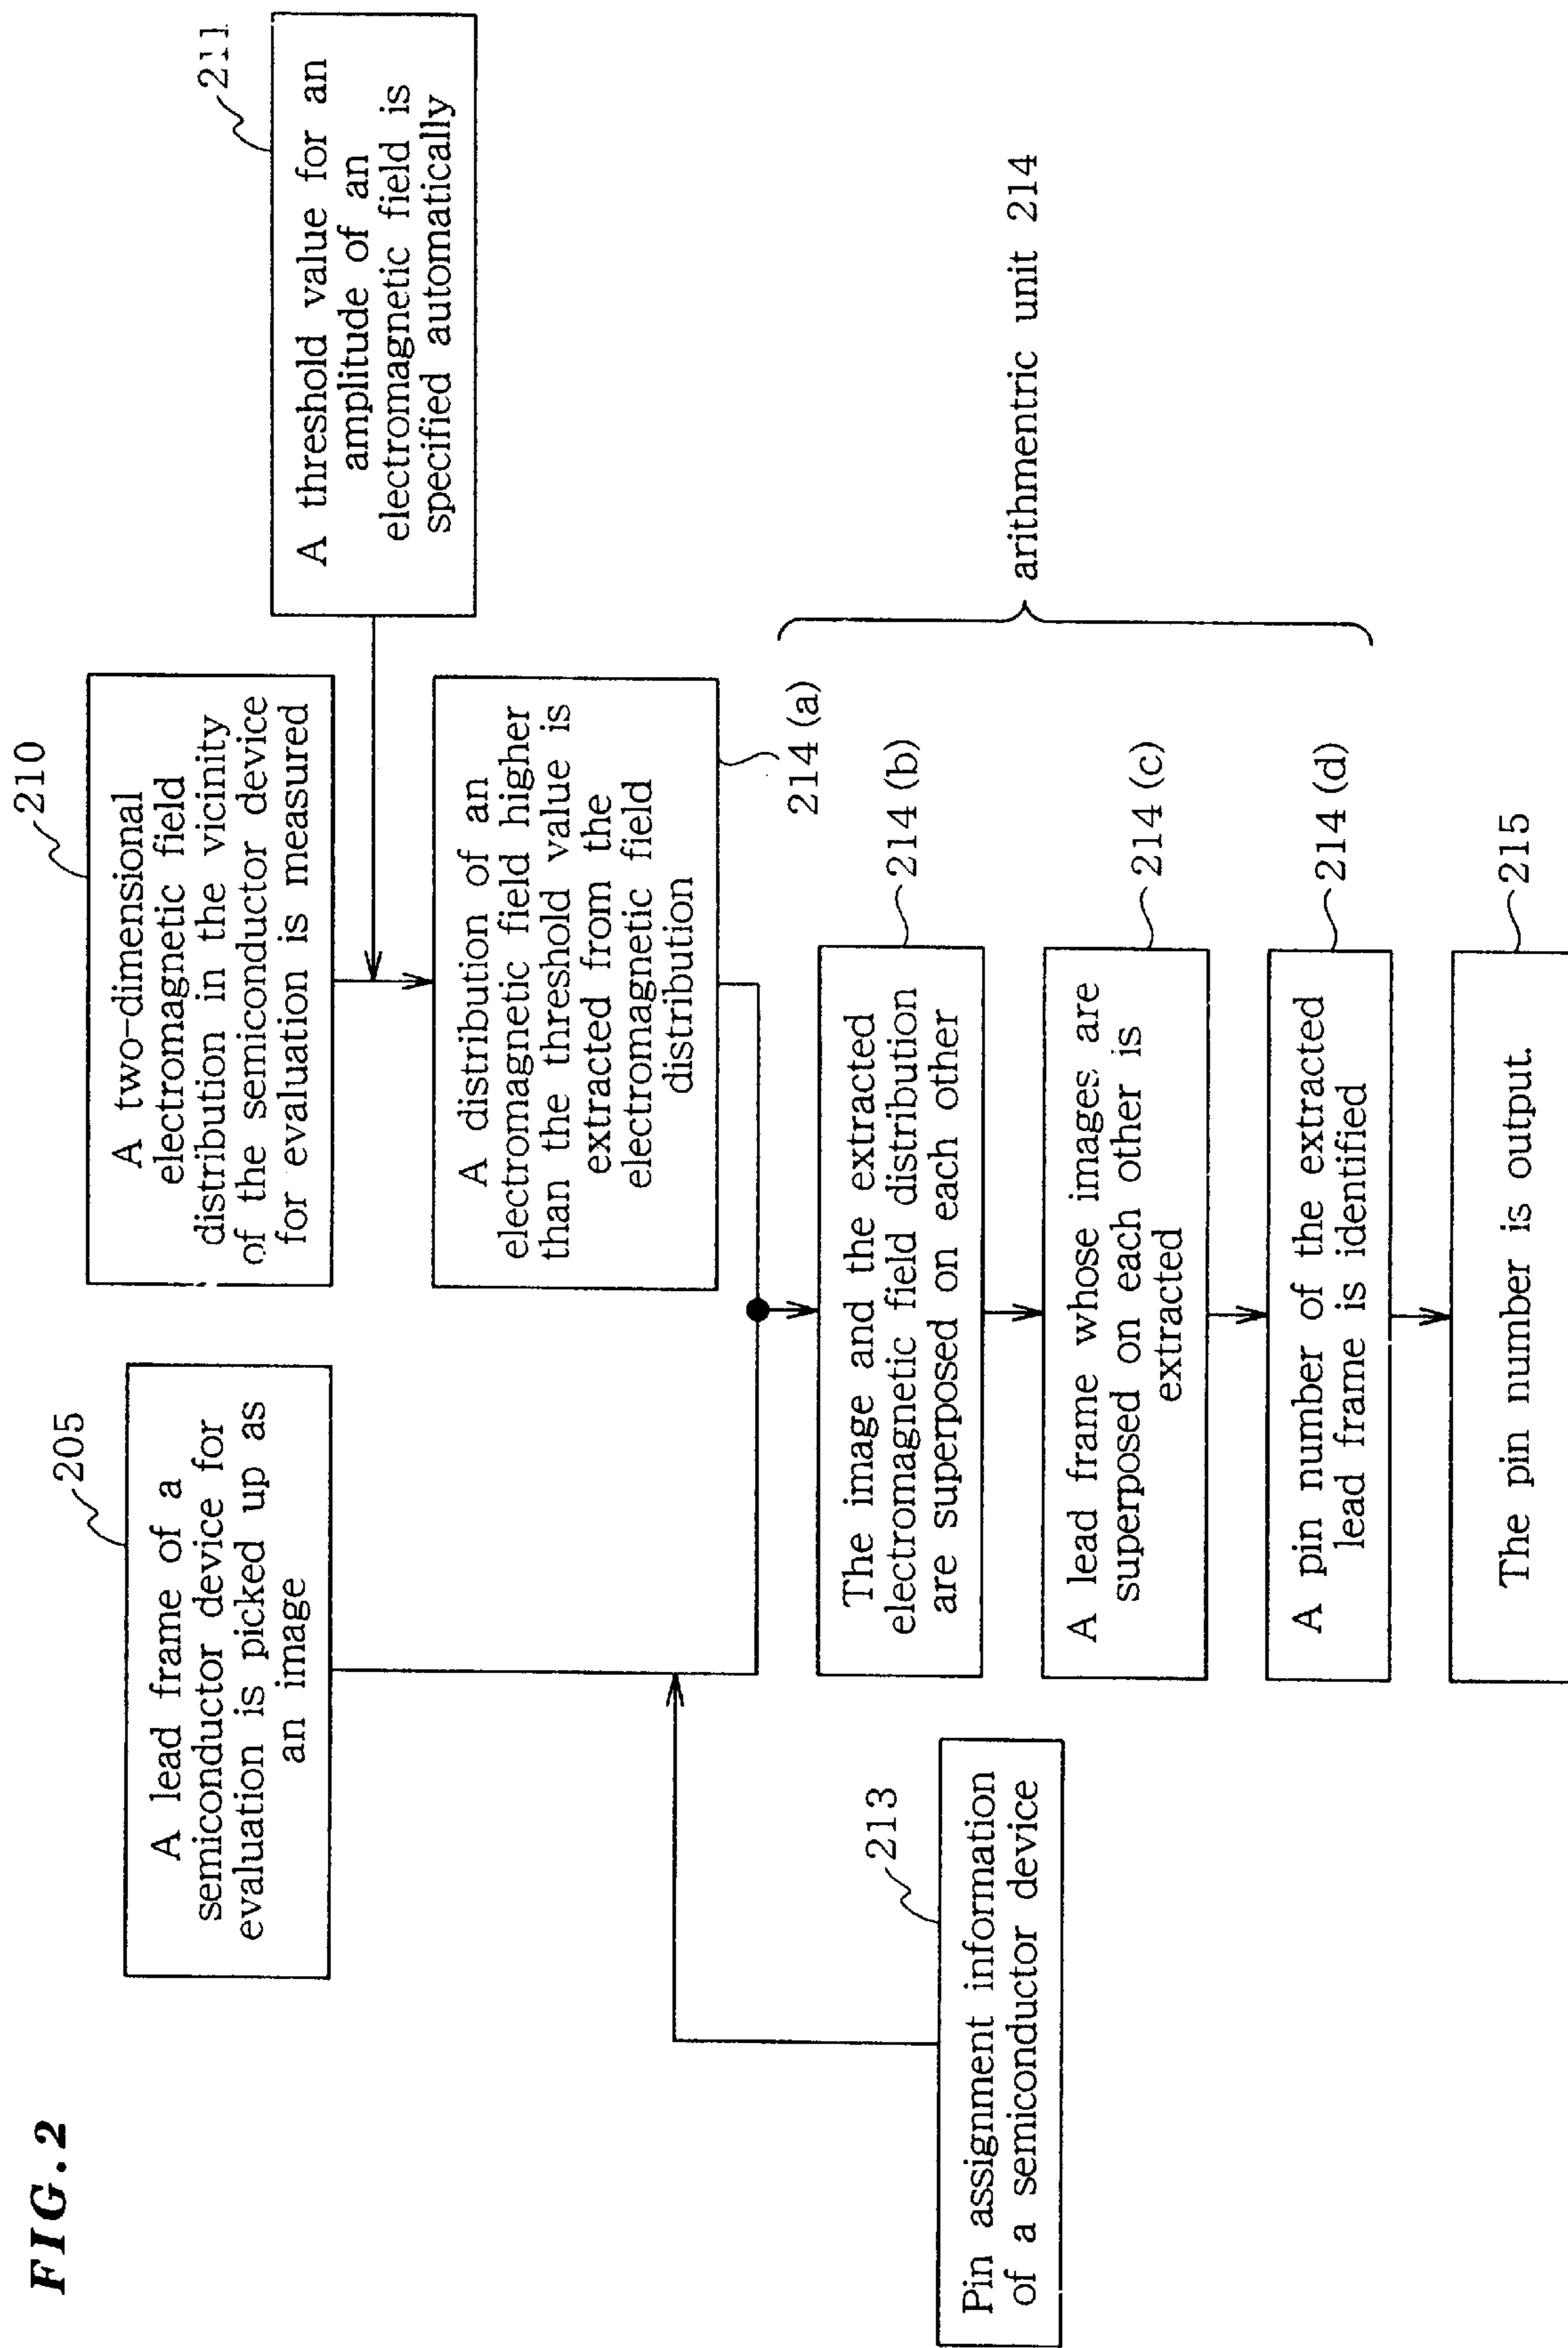 FIG.2
205
A lead frame of a
semiconductor device for
evaluation is picked up as
an image
210
A two-dimensional
electromagnetic field
distribution in the vicinity
of the semiconductor device
for evaluation is measured
211
A threshold value for an
amplitude of an
electromagnetic field is
specified automatically
A distribution of an
electromagnetic field higher
than the threshold value is
extracted from the
electromagnetic field
distribution
214 (a)
213
Pin assignment information
of a semiconductor device
The image and the extracted
electromagnetic field distribution
are superposed on each other
214 (b)
arithmentric unit 214
A lead frame whose images are
superposed on each other is
extracted
214 (c)
A pin number of the extracted
lead frame is identified
214 (d)
The pin number is output.
215